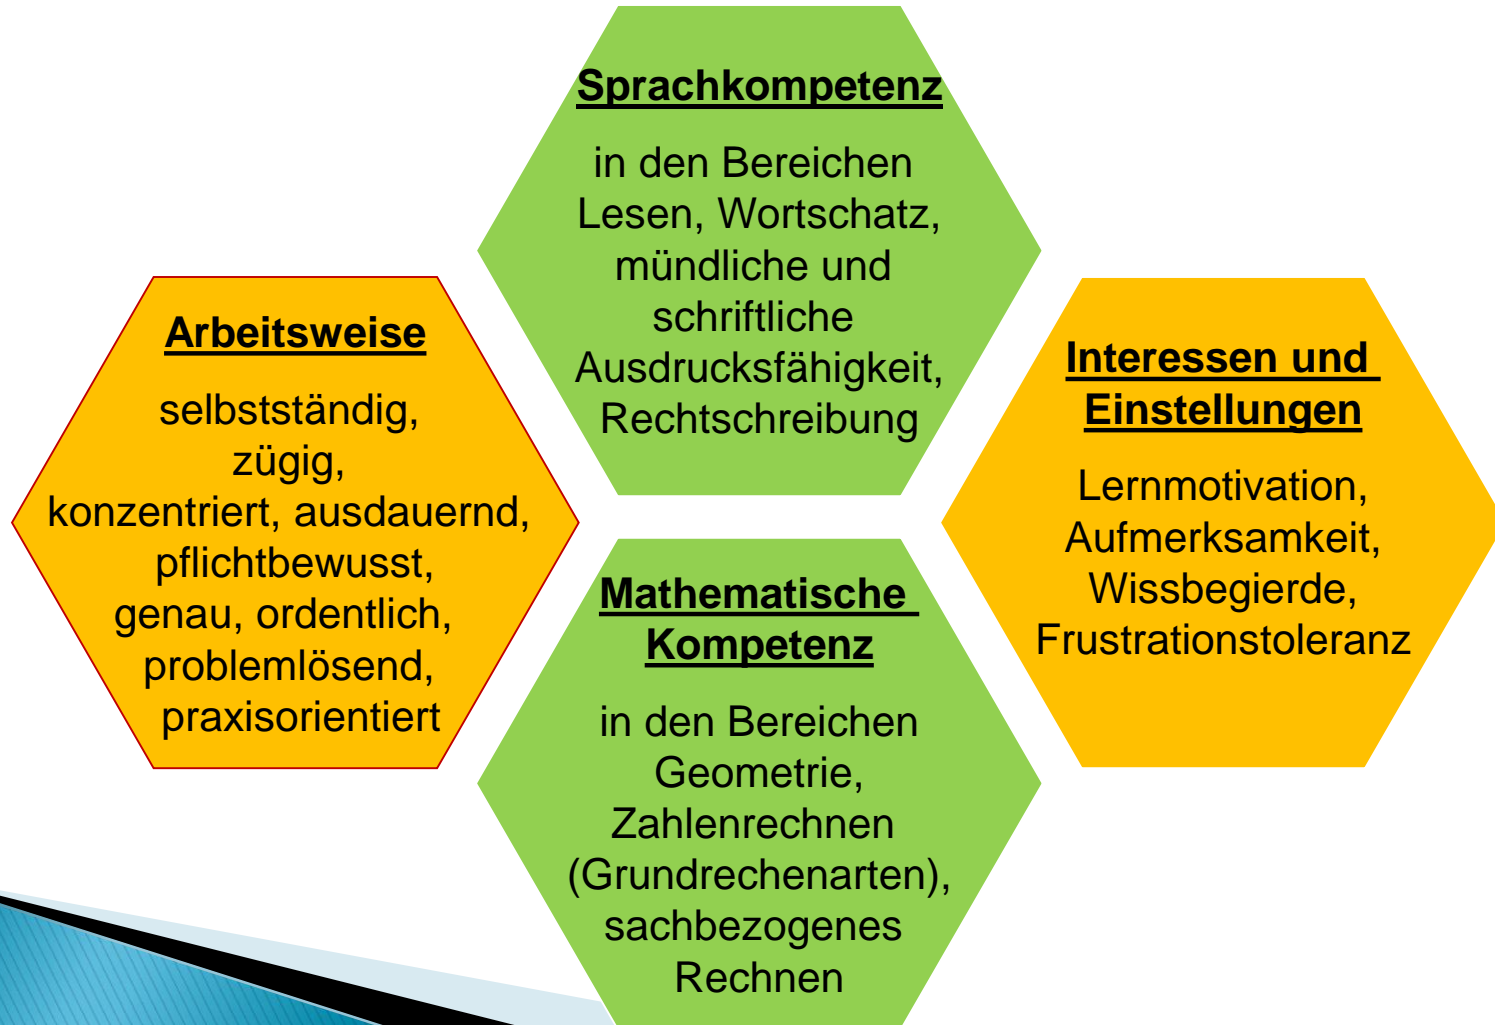 Sprachkompetenz
in den Bereichen
Lesen, Wortschatz,
mündliche und
schriftliche
Ausdrucksfähigkeit,
Rechtschreibung
Arbeitsweise
selbstständig,
zügig,
konzentriert, ausdauernd,
pflichtbewusst,
genau, ordentlich,
problemlösend,
praxisorientiert
Interessen und
Einstellungen
Lernmotivation,
Aufmerksamkeit,
Wissbegierde,
Frustrationstoleranz
Mathematische
Kompetenz
in den Bereichen
Geometrie,
Zahlenrechnen
(Grundrechenarten),
sachbezogenes
Rechnen